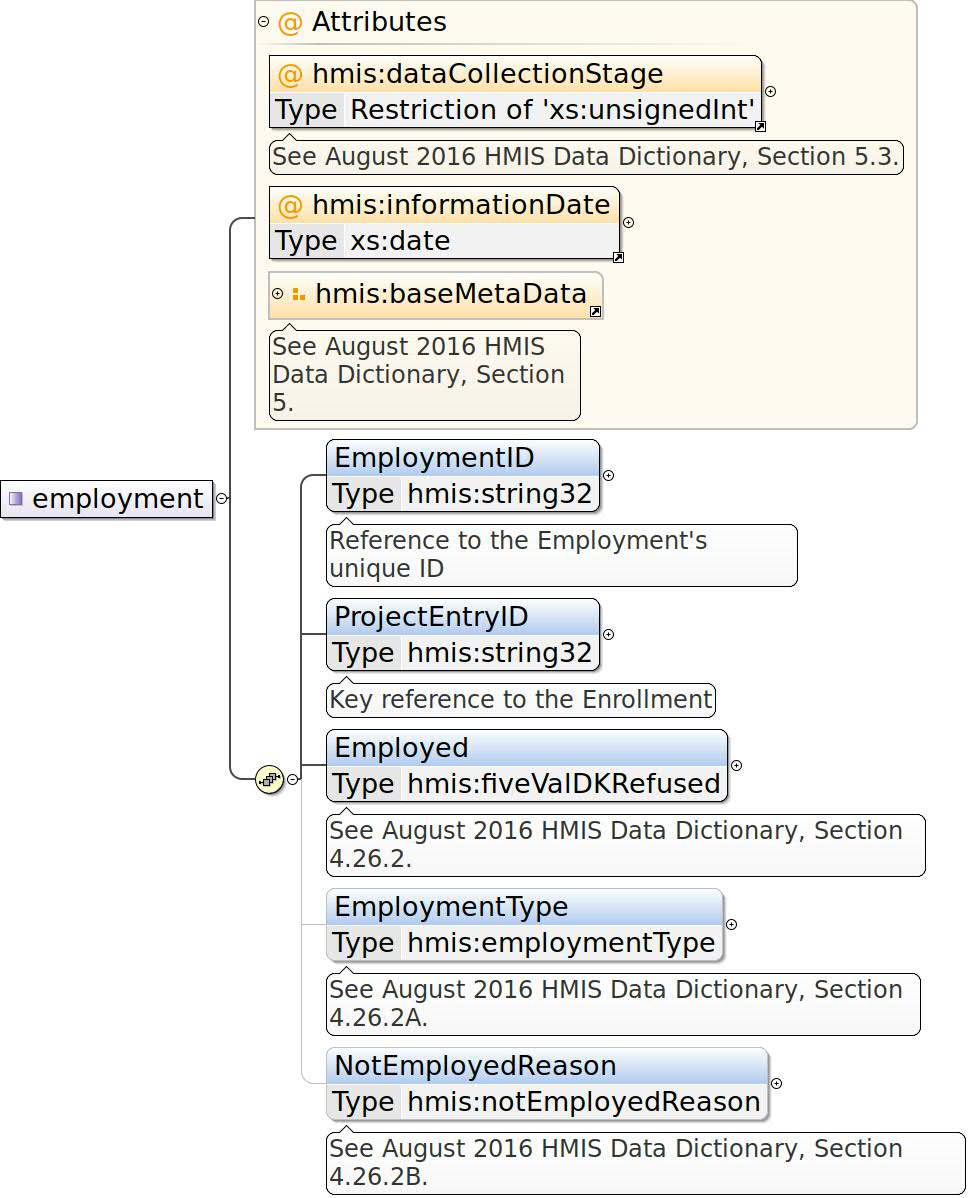 @ Attributes
@ hmis:dataCollectionStage
Type Restriction of 'xs:unsignedInt'
See August 2016 HMIS Data Dictionary, Section 5.3.
@ hmis:informationDate
Type xs:date
hmis:baseMetaData
See August 2016 HMIS
Data Dictionary, Section
5.
employment
EmploymentID
Type hmis:string32
Reference to the Employment's
unique ID
ProjectEntryID
Type hmis:string32
Key reference to the Enrollment
Employed
Type hmis:fiveValDKRefused
See August 2016 HMIS Data Dictionary, Section
4.26.2.
EmploymentType
Type hmis:employmentType
See August 2016 HMIS Data Dictionary, Section
4.26.2A.
NotEmployedReason
Type hmis:notEmployedReason
See August 2016 HMIS Data Dictionary, Section
4.26.2B.